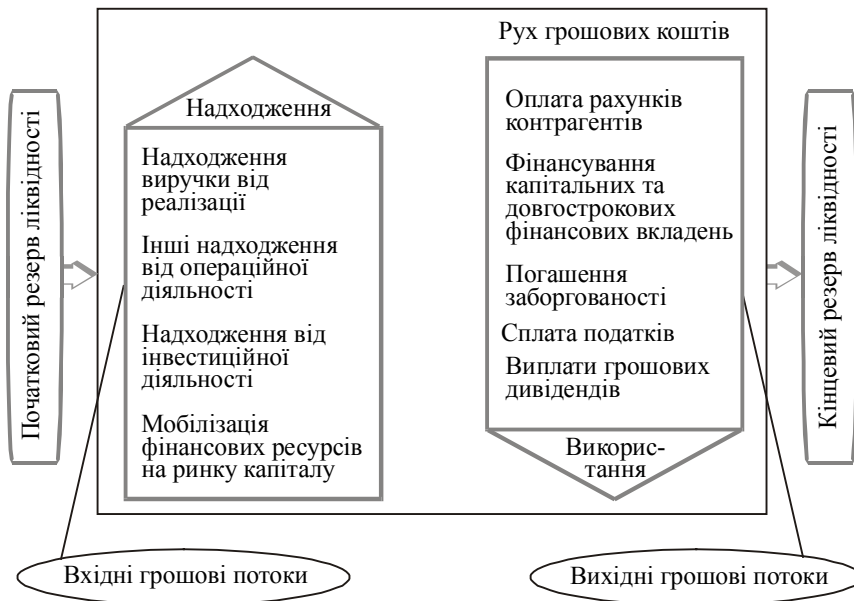 Рух грошових коштів
Початковий резерв ліквідності
Надходження
Надходження
виручки від
реалізації
Інші надходження
від операційної
діяльності
Надходження від
інвестиційної
діяльності
Мобілізація
фінансових ресурсів
на ринку капіталу
Оплата рахунків
контрагентів
Фінансування
капітальних та
довгострокових
фінансових вкладень
Погашення
заборгованості
Сплата податків
Виплати грошових
дивідендів
Викорис-
тання
Кінцевий резерв ліквідності
Вхідні грошові потоки
Вихідні грошові потоки